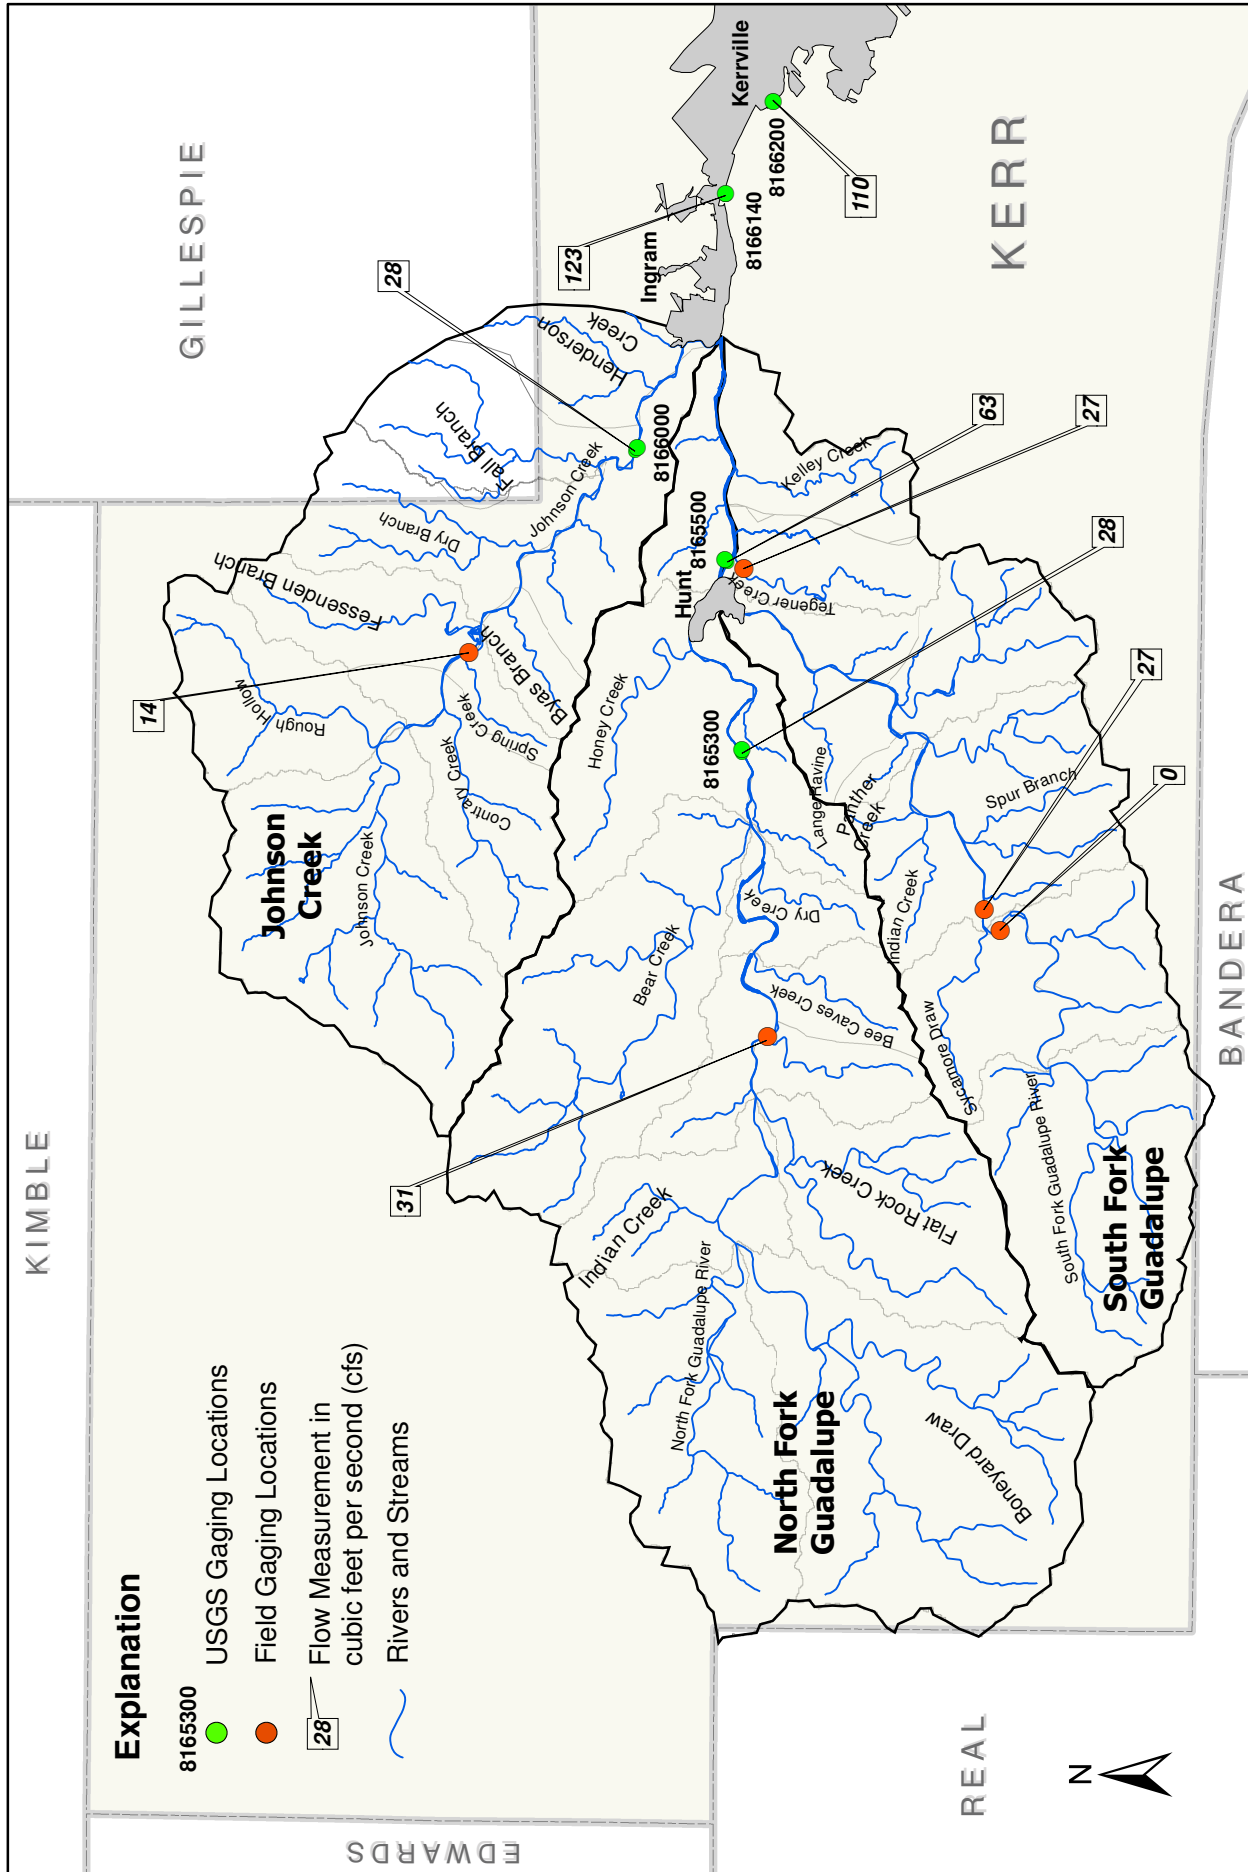 KIMBLE
GILLESPIE
EDWARDS
REAL
BANDERA
KERR
Explanation
8165300
USGS Gaging Locations
Field Gaging Locations
28
Flow Measurement in
cubic feet per second (cfs)
Rivers and Streams
N
Johnson
Creek
North Fork
Guadalupe
South Fork
Guadalupe
14
28
123
110
31
63
27
28
27
0
8166000
8166140
8166200
8165500
8165300
Kerrville
Ingram
Hunt
Rough Hollow
Fessenden Branch
Dry Branch
Fall Branch
Henderson
Creek
Johnson Creek
Johnson Creek
Contrary Creek
Spring Creek
Byas Branch
Honey Creek
Bear Creek
Indian Creek
North Fork Guadalupe River
Boneyard Draw
Flat Rock Creek
Bee Caves Creek
Dry Creek
Lange Ravine
Panther
Creek
Indian Creek
Sycamore Draw
South Fork Guadalupe River
Spur Branch
Tegener Creek
Kelley Creek